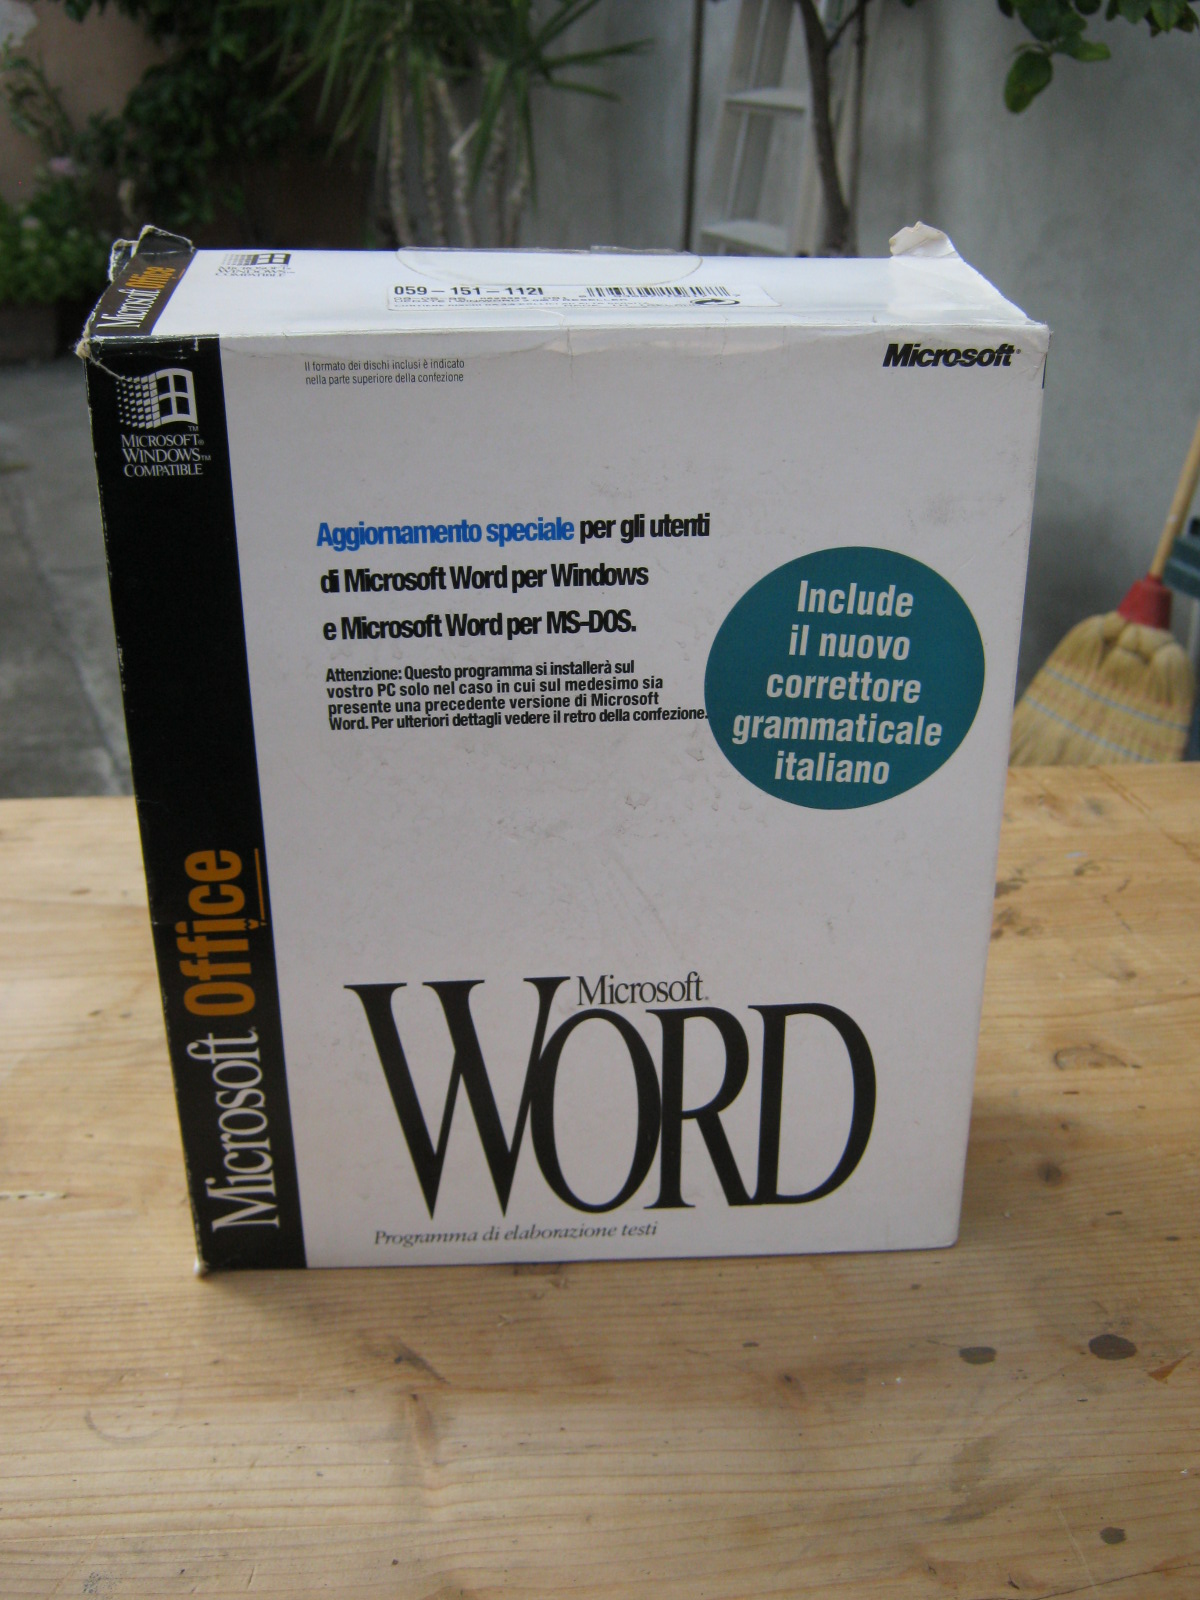 Microsoft Office
MICROSOFT
WINDOWS
COMPATIBLE
059-151-112I
Il formato dei dischi inclusi è indicato
nella parte superiore della confezione
Microsoft®
MICROSOFT®
WINDOWS™
COMPATIBLE
Aggiornamento speciale per gli utenti
di Microsoft Word per Windows
e Microsoft Word per MS-DOS.
Attenzione: Questo programma si installerà sul
vostro PC solo nel caso in cui sul medesimo sia
presente una precedente versione di Microsoft
Word. Per ulteriori dettagli vedere il retro della confezione.
Include
il nuovo
correttore
grammaticale
italiano
Microsoft Office
Microsoft®
WORD
Programma di elaborazione testi